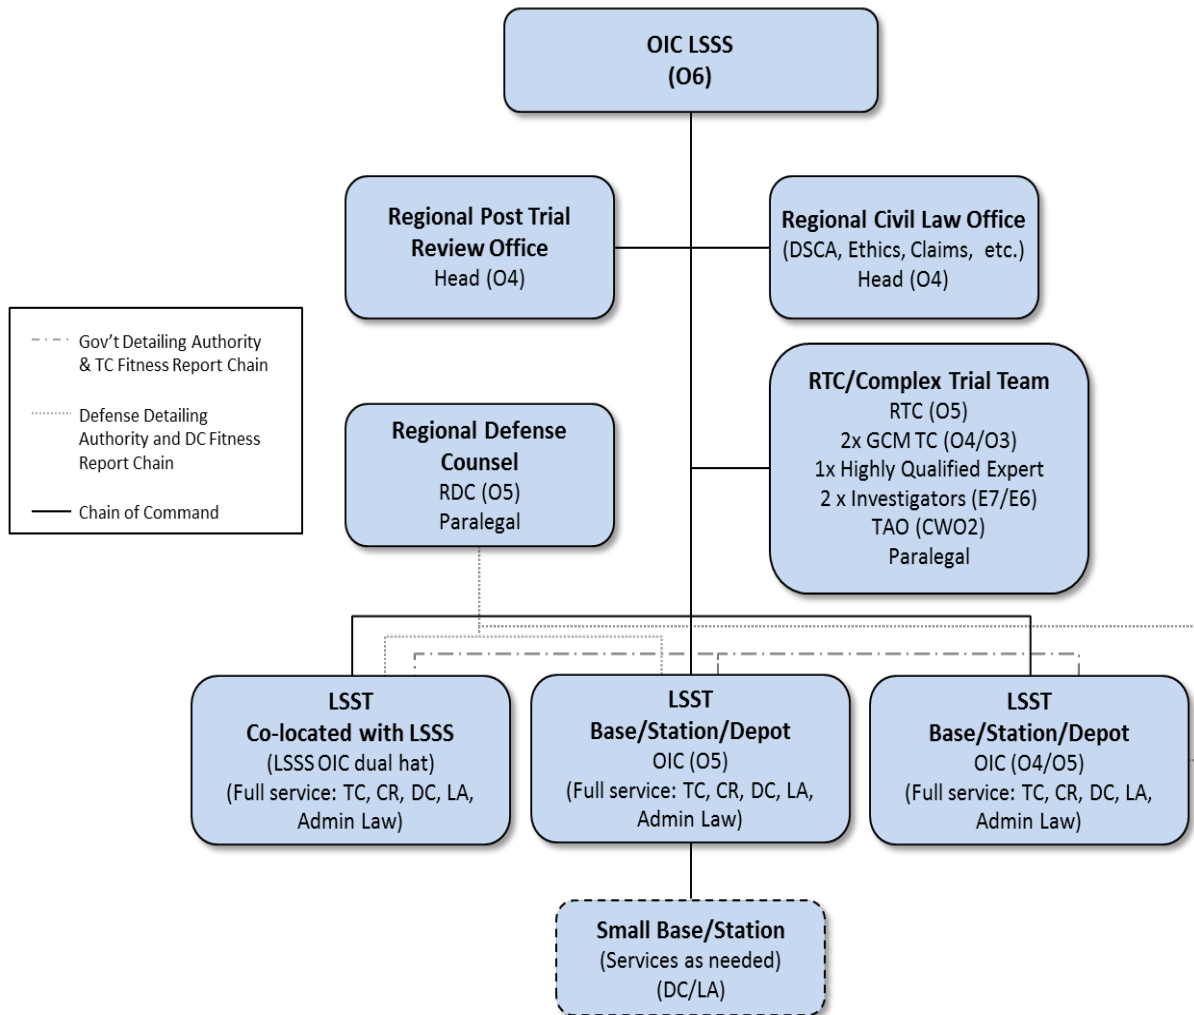 OIC LSSS
(O6)
Regional Post Trial
Review Office
Head (O4)
Regional Civil Law Office
(DSCA, Ethics, Claims, etc.)
Head (O4)
Gov't Detailing Authority
& TC Fitness Report Chain
Defense Detailing
Authority and DC Fitness
Report Chain
Chain of Command
Regional Defense
Counsel
RDC (O5)
Paralegal
RTC/Complex Trial Team
RTC (O5)
2x GCM TC (O4/O3)
1x Highly Qualified Expert
2 x Investigators (E7/E6)
TAO (CWO2)
Paralegal
LSST
Co-located with LSSS
(LSSS OIC dual hat)
(Full service: TC, CR, DC, LA,
Admin Law)
LSST
Base/Station/Depot
OIC (O5)
(Full service: TC, CR, DC, LA,
Admin Law)
LSST
Base/Station/Depot
OIC (O4/O5)
(Full service: TC, CR, DC, LA,
Admin Law)
Small Base/Station
(Services as needed)
(DC/LA)